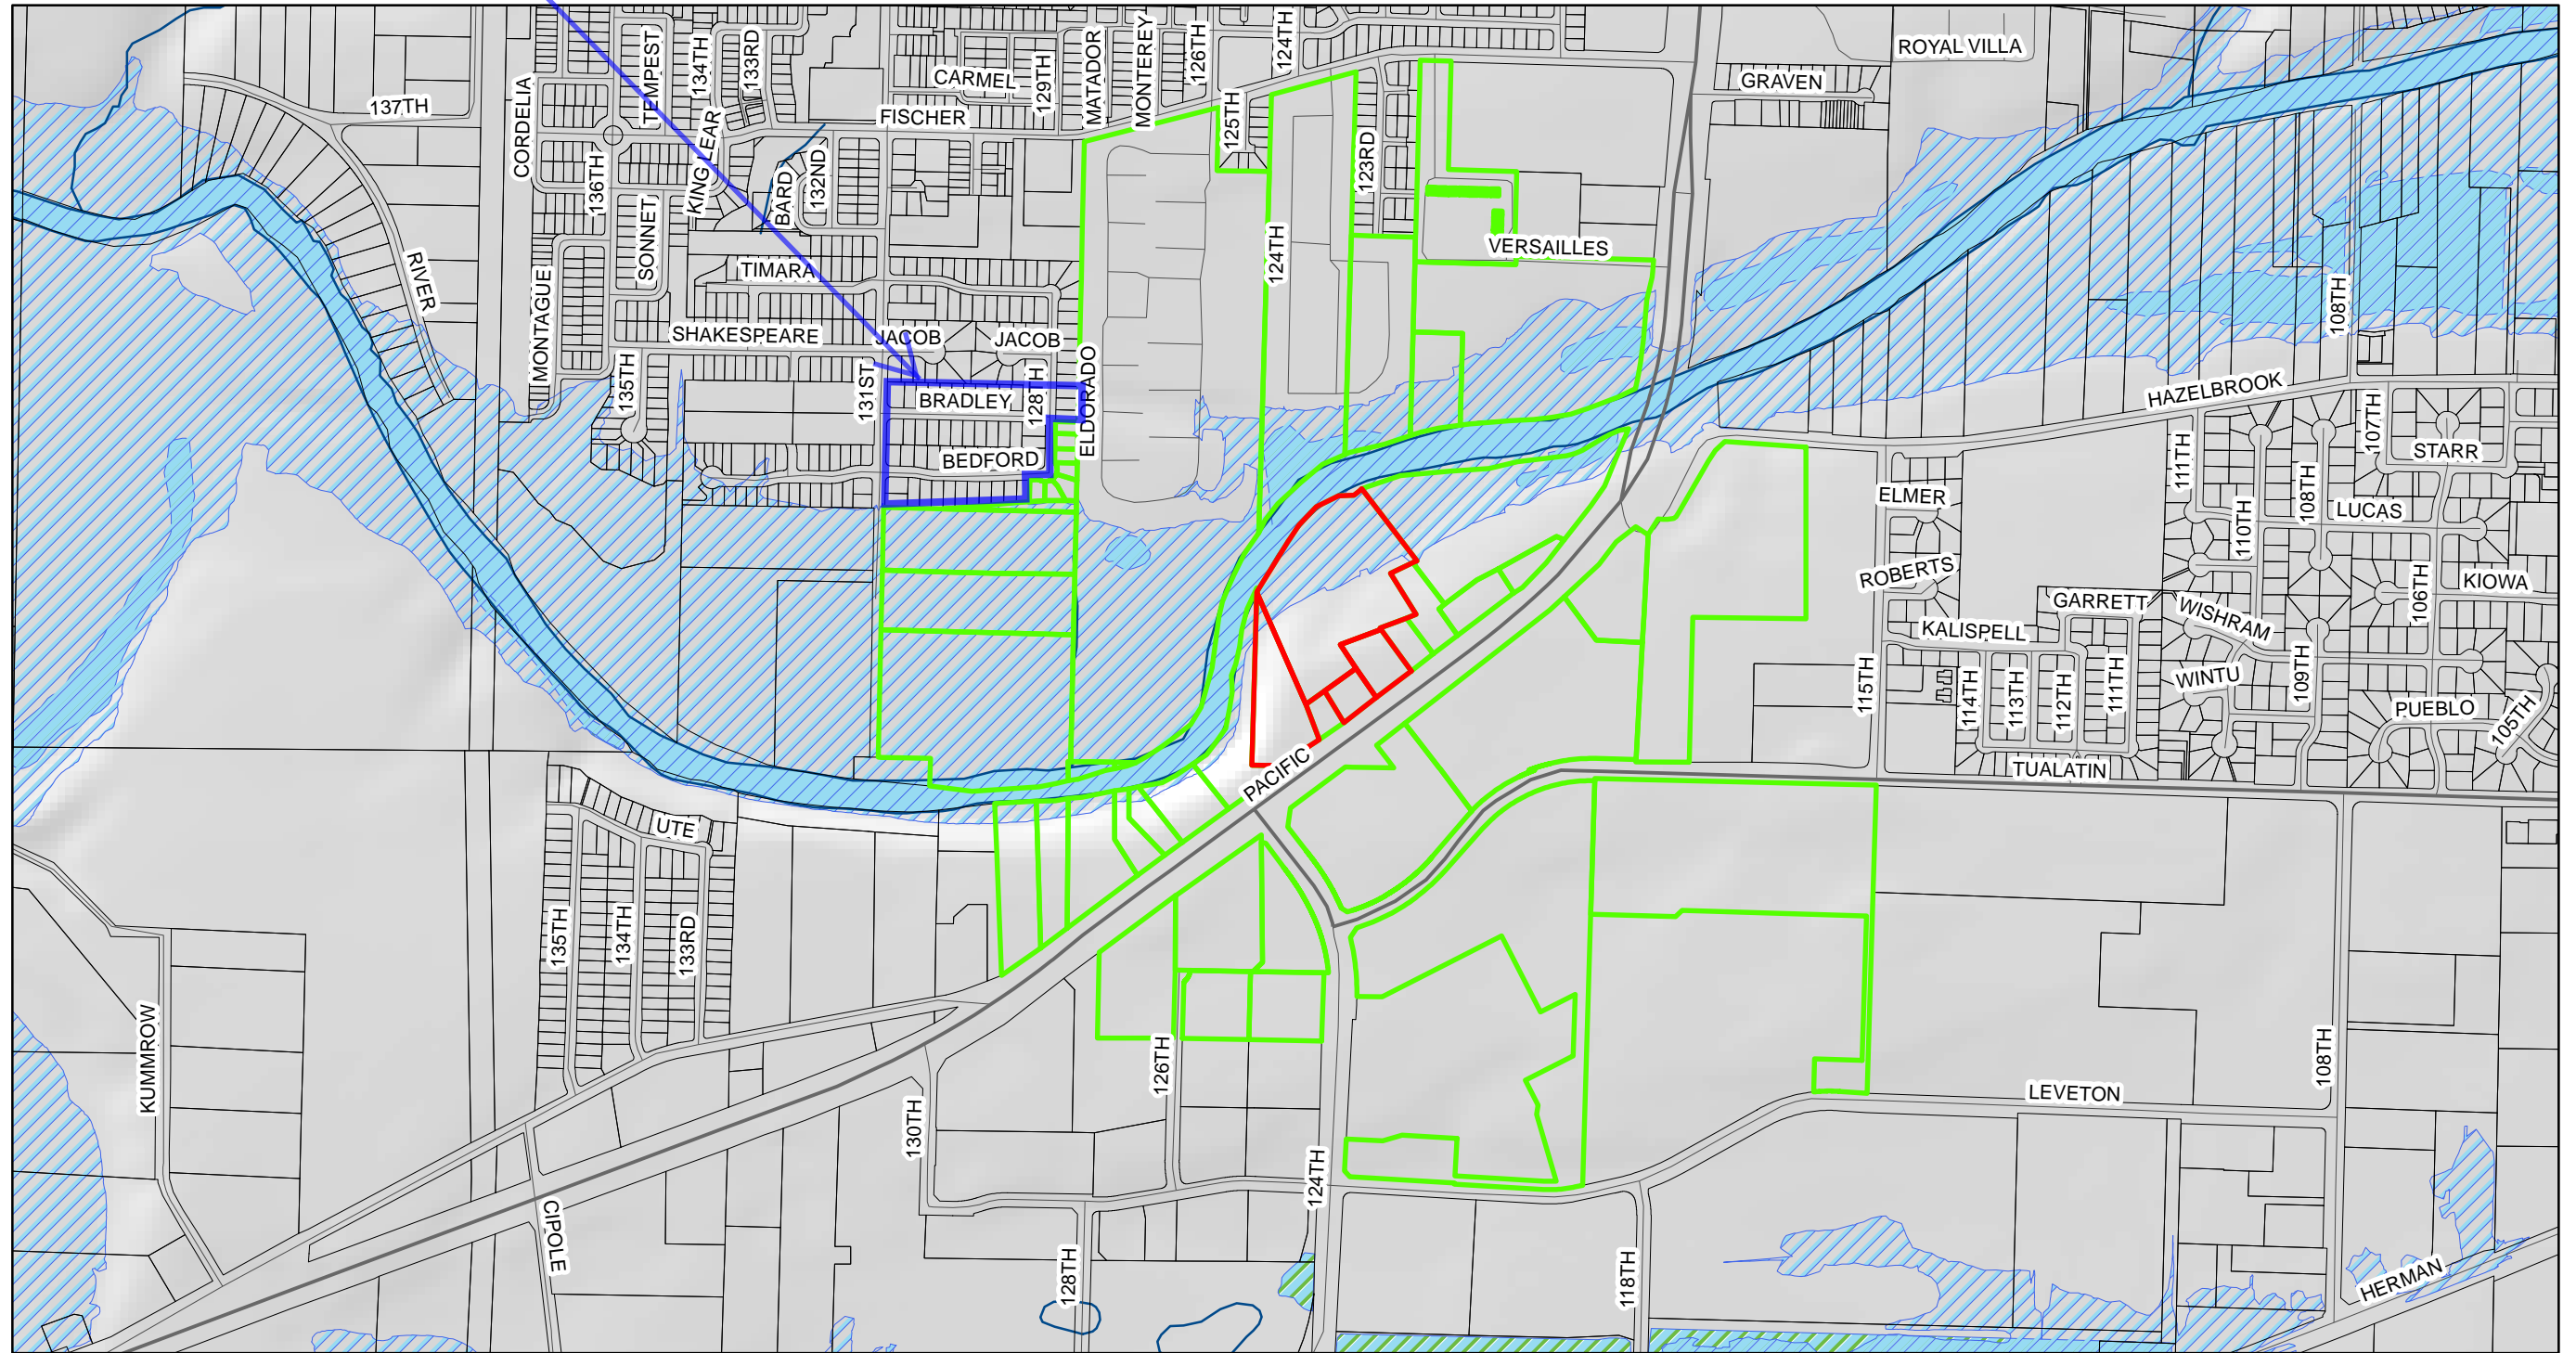 ROYAL VILLA
TEMPEST
134TH
133RD
MATADOR
MONTEREY
126TH
124TH
CARMEL
129TH
GRAVEN
137TH
CORDELIA
FISCHER
125TH
KING LEAR
123RD
136TH
BARD
132ND
SONNET
VERSAILLES
124TH
RIVER
TIMARA
MONTAGUE
108TH
SHAKESPEARE
JACOB
JACOB
135TH
131ST
BRADLEY
128TH
ELDORADO
HAZELBROOK
107TH
BEDFORD
111TH
STARR
ELMER
108TH
110TH
LUCAS
ROBERTS
KIOWA
106TH
GARRETT
WISHRAM
KALISPELL
115TH
109TH
WINTU
114TH
113TH
112TH
111TH
PUEBLO
105TH
TUALATIN
PACIFIC
UTE
135TH
134TH
133RD
KUMMROW
126TH
108TH
LEVETON
130TH
124TH
CIPOLE
128TH
118TH
HERMAN